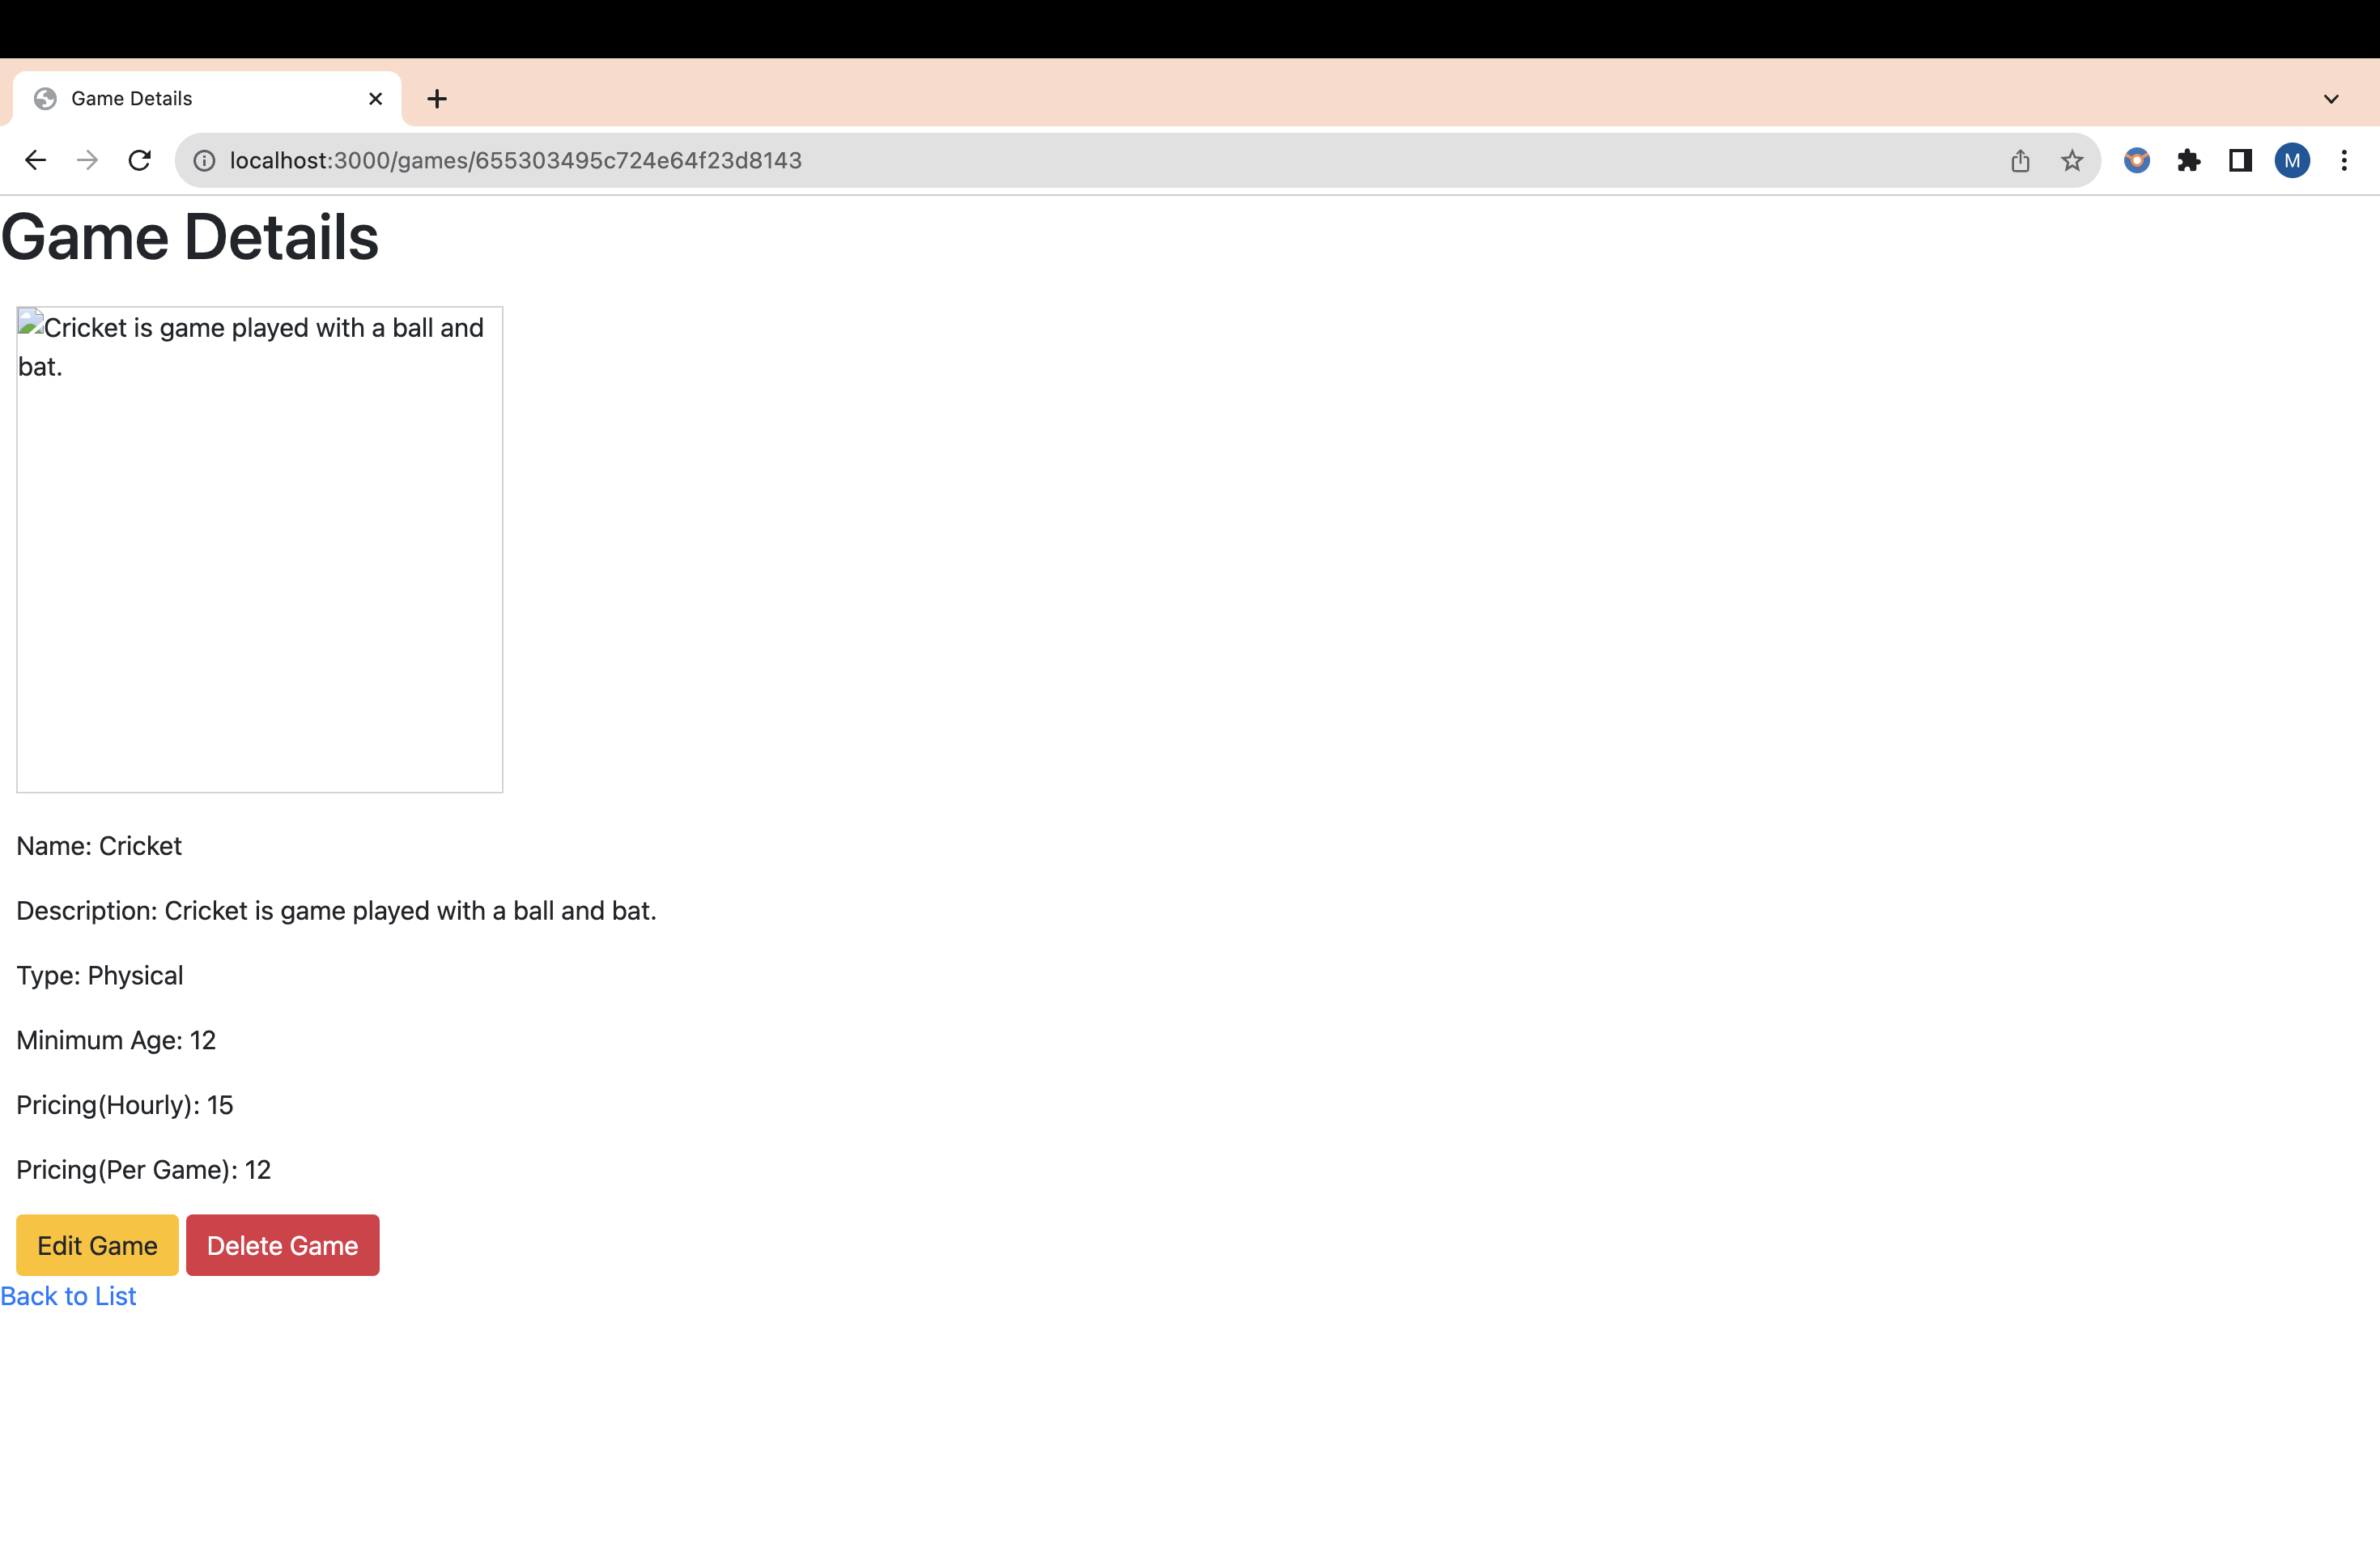 Game Details
localhost:3000/games/655303495c724e64f23d8143
M
Game Details
Cricket is game played with a ball and
bat.
Name: Cricket
Description: Cricket is game played with a ball and bat.
Type: Physical
Minimum Age: 12
Pricing(Hourly): 15
Pricing(Per Game): 12
Edit Game Delete Game
Back to List